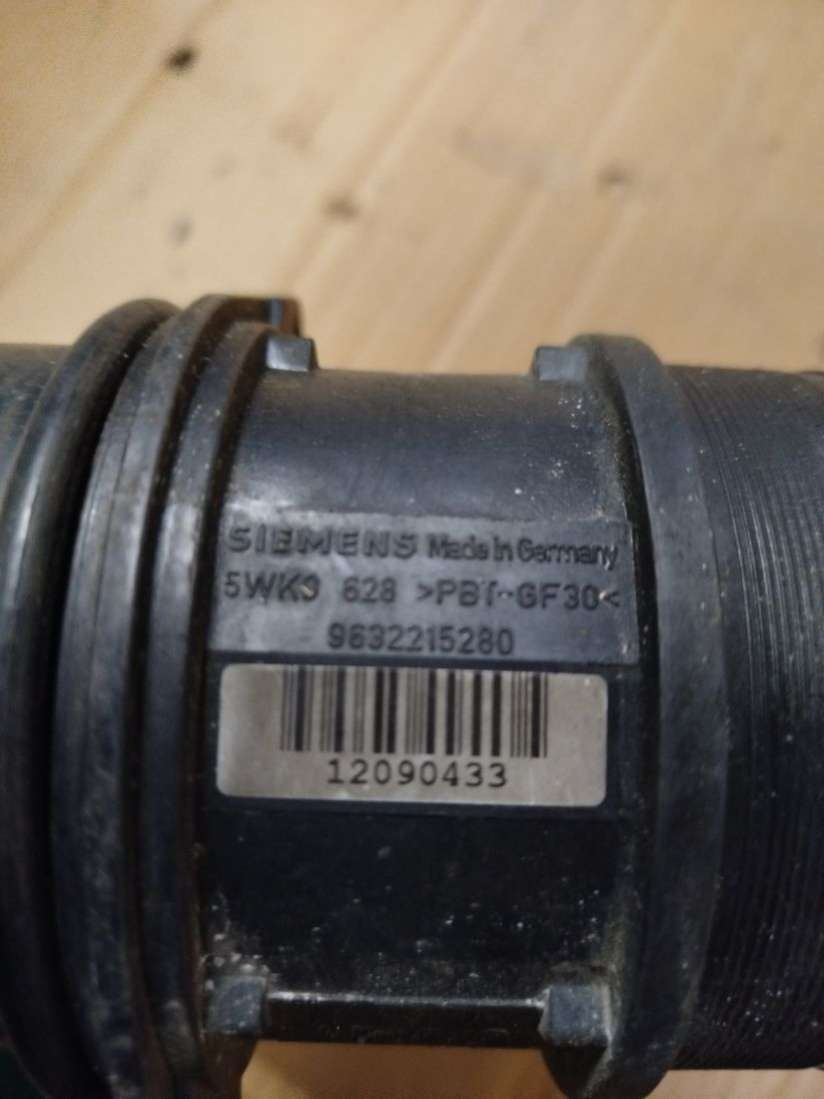 SIEMENS Made in Germany
5WK9 628 >PBT-GF30<
9632215280
12090433